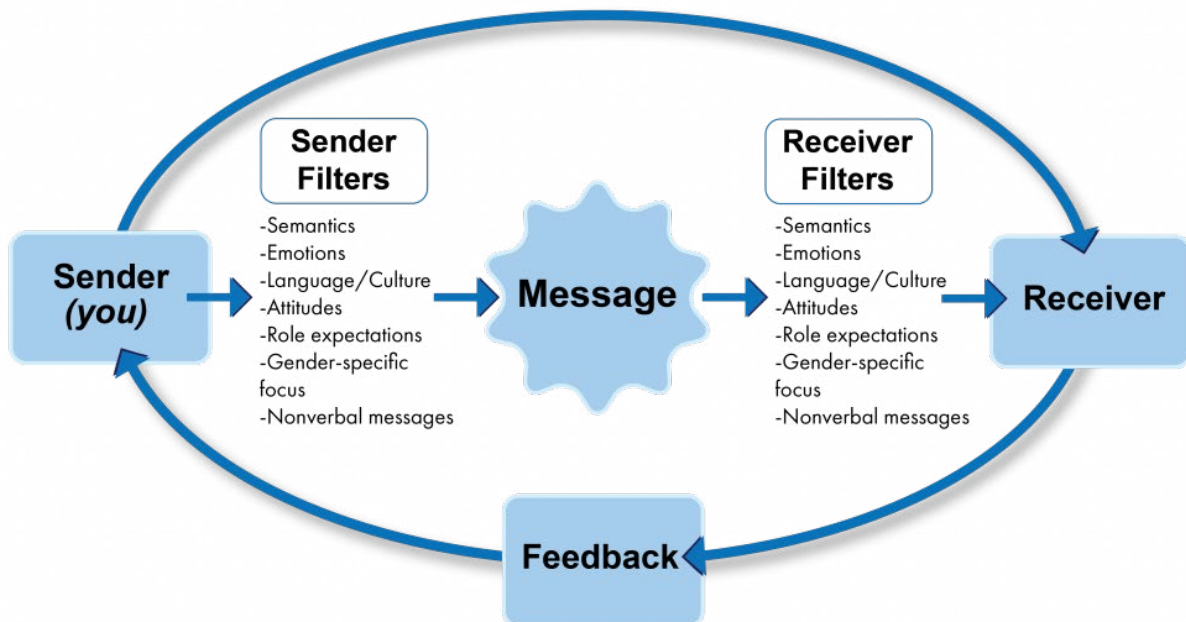 Sender
Filters
-Semantics
-Emotions
-Language/Culture
-Attitudes
-Role expectations
-Gender-specific
focus
-Nonverbal messages
Receiver
Filters
-Semantics
-Emotions
-Language/Culture
-Attitudes
-Role expectations
-Gender-specific
focus
-Nonverbal messages
Sender
(you)
Message
Receiver
Feedback